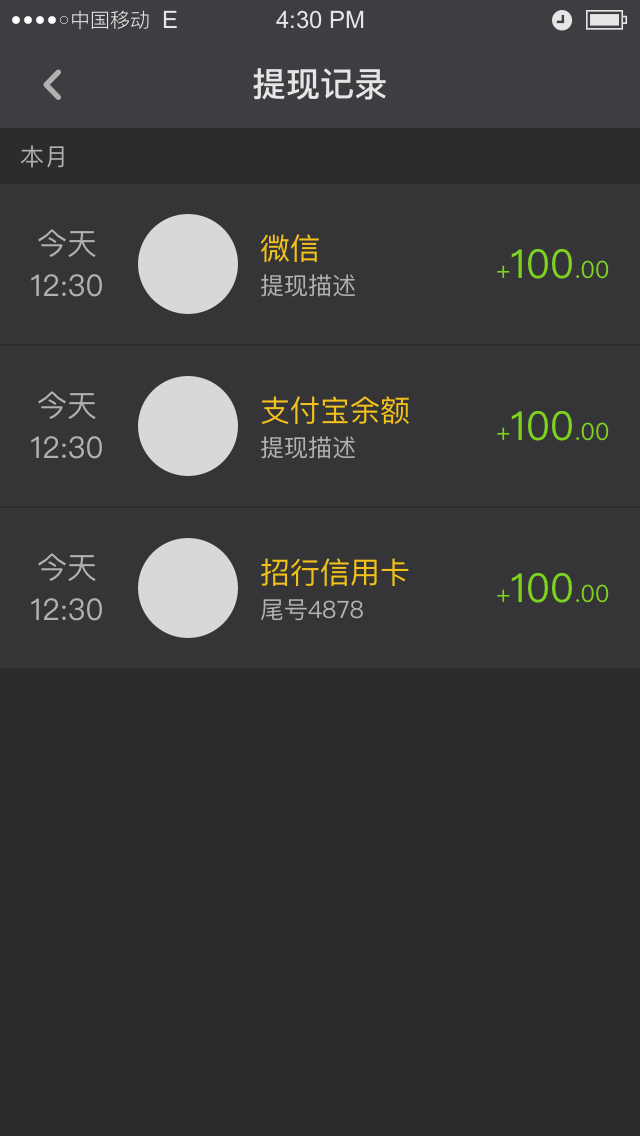 中国移动 E 4:30 PM
提现记录
本月
今天
12:30
微信
提现描述
+100.00
今天
12:30
支付宝余额
提现描述
+100.00
今天
12:30
招行信用卡
尾号4878
+100.00